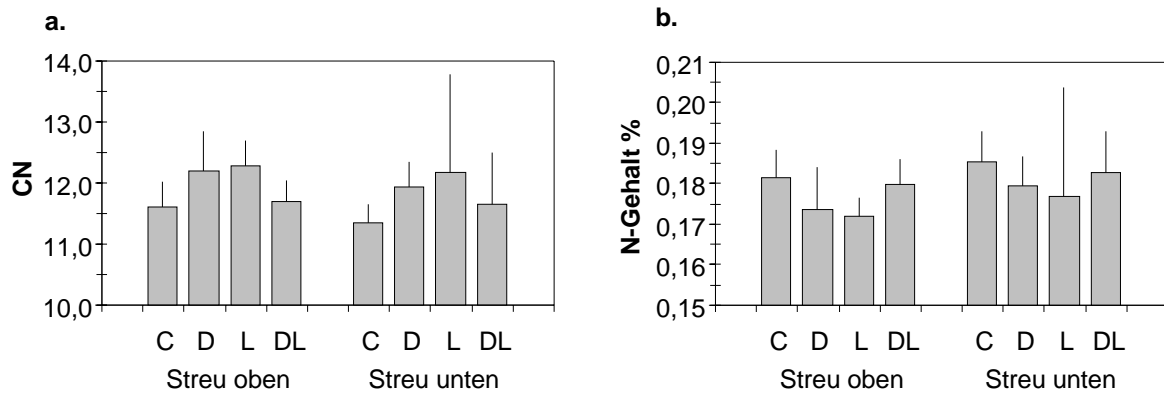 a.
CN
14,0
13,0
12,0
11,0
10,0
C D L DL C D L DL
Streu oben Streu unten
b.
N-Gehalt %
0,21
0,20
0,19
0,18
0,17
0,16
0,15
C D L DL C D L DL
Streu oben Streu unten